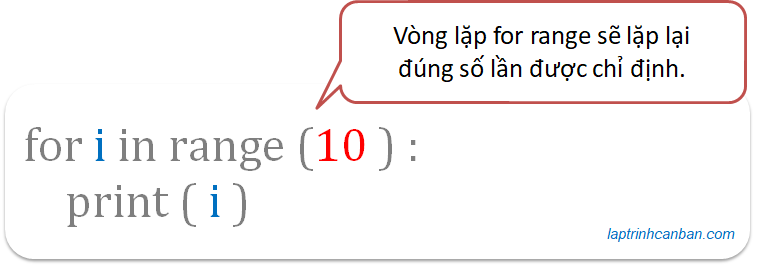 Vòng lặp for range sẽ lặp lại
đúng số lần được chỉ định.
for i in range (10 ) :
print ( i )
laptrinhcanban.com